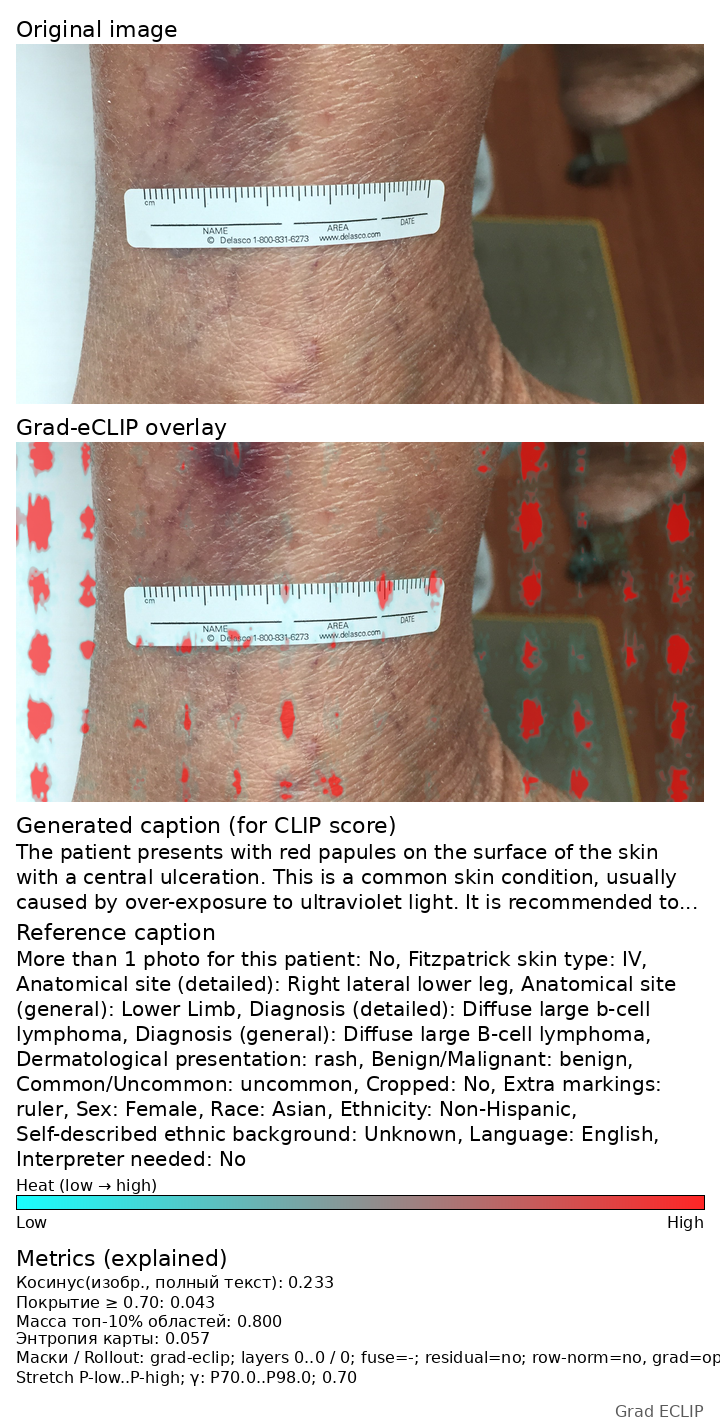 Original image
cm
NAME
AREA
DATE
© Delasco 1-800-831-6273 www.delasco.com
Grad-eCLIP overlay
cm
NAME
AREA
DATE
© Delasco 1-800-831-6273 www.delasco.com
Generated caption (for CLIP score)
The patient presents with red papules on the surface of the skin
with a central ulceration. This is a common skin condition, usually
caused by over-exposure to ultraviolet light. It is recommended to...
Reference caption
More than 1 photo for this patient: No, Fitzpatrick skin type: IV,
Anatomical site (detailed): Right lateral lower leg, Anatomical site
(general): Lower Limb, Diagnosis (detailed): Diffuse large b-cell
lymphoma, Diagnosis (general): Diffuse large B-cell lymphoma,
Dermatological presentation: rash, Benign/Malignant: benign,
Common/Uncommon: uncommon, Cropped: No, Extra markings:
ruler, Sex: Female, Race: Asian, Ethnicity: Non-Hispanic,
Self-described ethnic background: Unknown, Language: English,
Interpreter needed: No
Heat (low → high)
Low High
Metrics (explained)
Косинус(изобр., полный текст): 0.233
Покрытие ≥ 0.70: 0.043
Масса топ-10% областей: 0.800
Энтропия карты: 0.057
Маски / Rollout: grad-eclip; layers 0..0 / 0; fuse=-; residual=no; row-norm=no, grad=op
Stretch P-low..P-high; γ: P70.0..P98.0; 0.70
Grad ECLIP